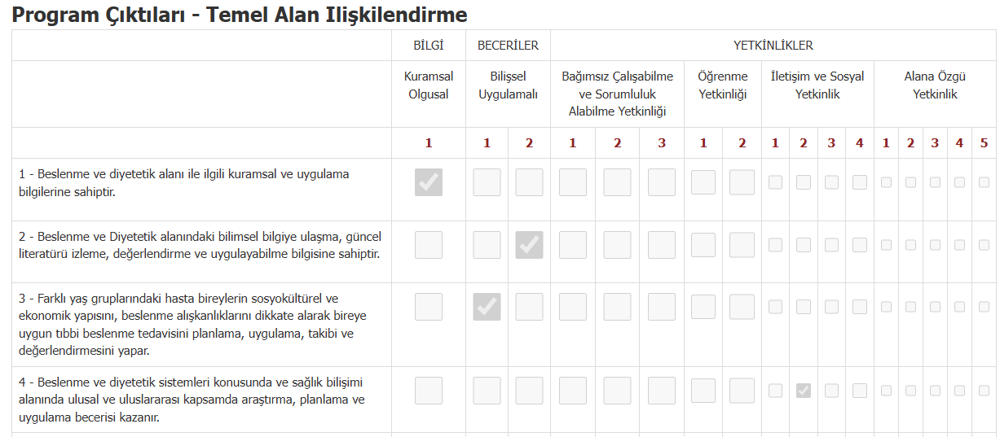 Program Çıktıları - Temel Alan Ilişkilendirme
BİLGİ BECERİLER YETKİNLİKLER
Kuramsal Bilişsel Bağımsız Çalışabilme Öğrenme İletişim ve Sosyal Alana Özgü
Olgusal Uygulamalı ve Sorumluluk Yetkinliği Yetkinlik Yetkinlik
Alabilme Yetkinliği
1 1 2 1 2 3 1 2 1 2 3 4 1 2 3 4 5
1 - Beslenme ve diyetetik alanı ile ilgili kuramsal ve uygulama
bilgilerine sahiptir.
2 - Beslenme ve Diyetetik alanındaki bilimsel bilgiye ulaşma, güncel
literatürü izleme, değerlendirme ve uygulayabilme bilgisine sahiptir.
3 - Farklı yaş gruplarındaki hasta bireylerin sosyokültürel ve
ekonomik yapısını, beslenme alışkanlıklarını dikkate alarak bireye
uygun tıbbi beslenme tedavisini planlama, uygulama, takibi ve
değerlendirmesini yapar.
4 - Beslenme ve diyetetik sistemleri konusunda ve sağlık bilişimi
alanında ulusal ve uluslararası kapsamda araştırma, planlama ve
uygulama becerisi kazanır.